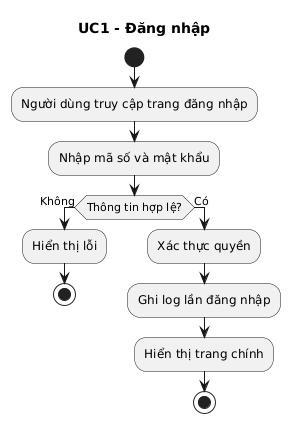 UC1 - Đăng nhập
Người dùng truy cập trang đăng nhập
Nhập mã số và mật khẩu
Thông tin hợp lệ?
Không
Có
Hiển thị lỗi
Xác thực quyền
Ghi log lần đăng nhập
Hiển thị trang chính